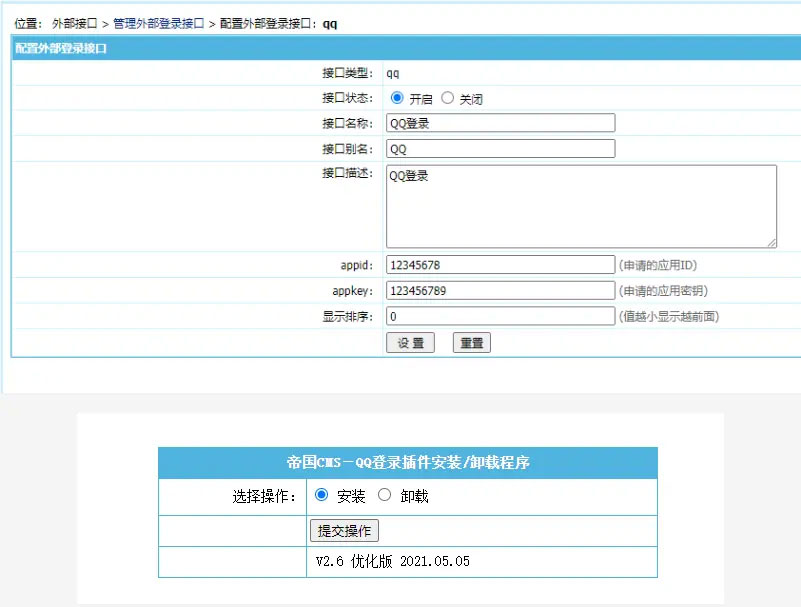 位置： 外部接口 > 管理外部登录接口 > 配置外部登录接口：qq
配置外部登录接口
接口类型： qq
接口状态： 开启 关闭
接口名称： QQ登录
接口别名： QQ
接口描述： QQ登录
appid: 12345678 (申请的应用ID)
appkey: 123456789 (申请的应用密钥)
显示排序： 0 (值越小显示越前面)
设 置 重置
帝国CMS－QQ登录插件安装/卸载程序
选择操作： 安装 卸载
提交操作
V2.6 优化版 2021.05.05